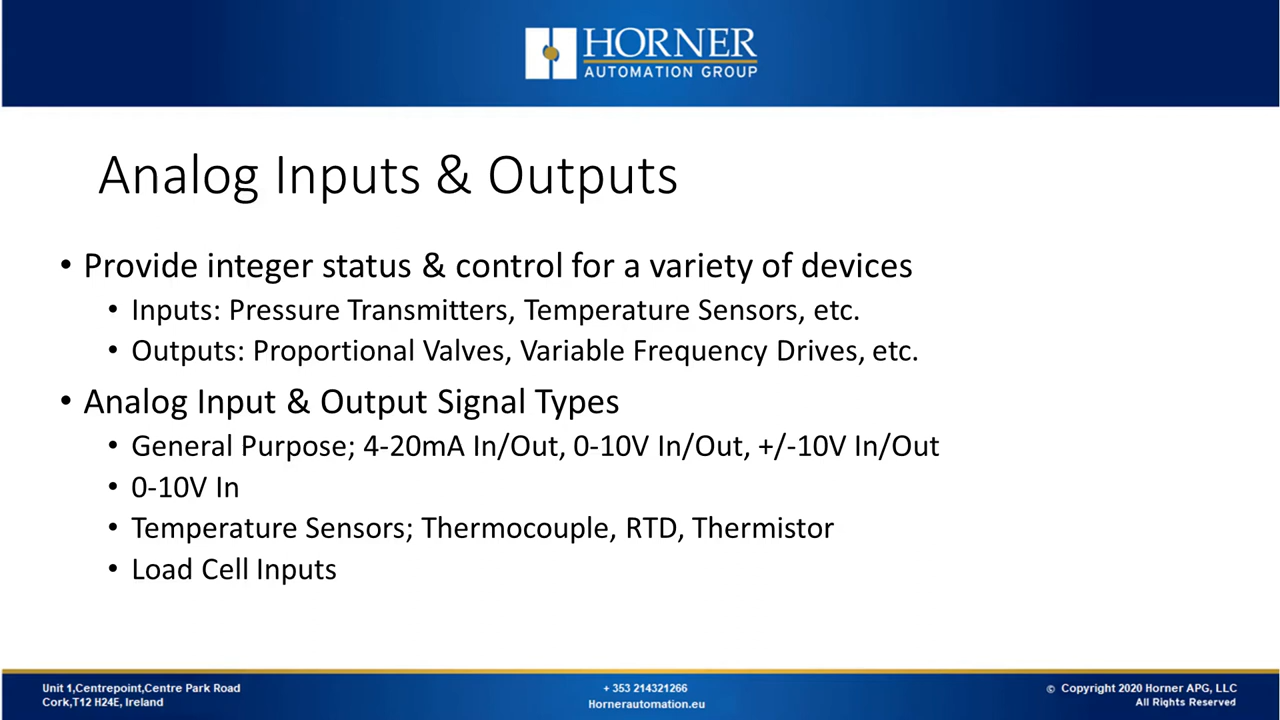 HORNER
AUTOMATION GROUP
Analog Inputs & Outputs
• Provide integer status & control for a variety of devices
• Inputs: Pressure Transmitters, Temperature Sensors, etc.
• Outputs: Proportional Valves, Variable Frequency Drives, etc.
• Analog Input & Output Signal Types
• General Purpose; 4-20mA In/Out, 0-10V In/Out, +/-10V In/Out
• 0-10V In
• Temperature Sensors; Thermocouple, RTD, Thermistor
• Load Cell Inputs
Unit 1,Centrepoint,Centre Park Road
Cork,T12 H24E, Ireland
+ 353 214321266
Hornerautomation.eu
© Copyright 2020 Horner APG, LLC
All Rights Reserved